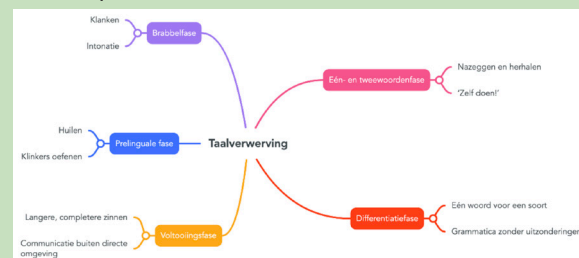 Klanken
Intonatie
Brabbelfase
Eén- en tweewoordenfase
Nazeggen en herhalen
'Zelf doen!'
Huilen
Klinkers oefenen
Prelinguale fase
Taalverwerving
Langere, completere zinnen
Communicatie buiten directe
omgeving
Voltooiingsfase
Differentiatiefase
Eén woord voor een soort
Grammatica zonder uitzonderingen